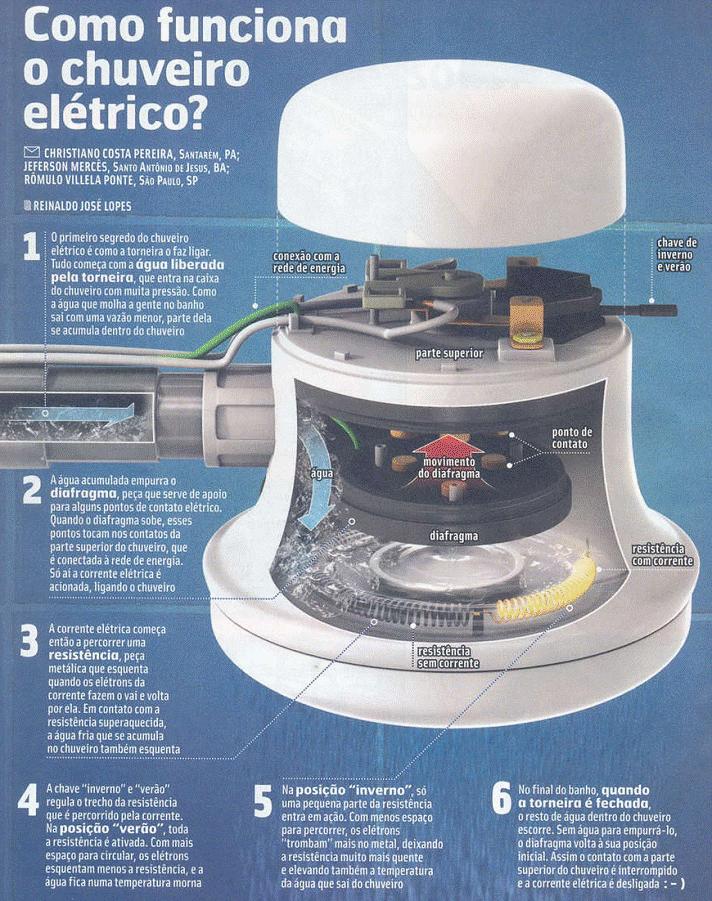 Como funciona
o chuveiro
elétrico?
CHRISTIANO COSTA PEREIRA, SANTARÉM, PA;
JEFERSON MERCÊS, SANTO ANTÔNIO DE JESUS, BA;
RÔMULO VILLELA PONTE, SÃO PAULO, SP
REINALDO JOSÉ LOPES
1
O primeiro segredo do chuveiro
elétrico é como a torneira o faz ligar.
Tudo começa com a água liberada
pela torneira, que entra na caixa
do chuveiro com muita pressão. Como
a água que molha a gente no banho
sai com uma vazão menor, parte dela
se acumula dentro do chuveiro
conexão com a
rede de energia
chave de
inverno
e verão
parte superior
ponto de
contato
movimento
do diafragma
água
diafragma
resistência
com corrente
resistência
sem corrente
2
A água acumulada empurra o
diafragma, peça que serve de apoio
para alguns pontos de contato elétrico.
Quando o diafragma sobe, esses
pontos tocam nos contatos da
parte superior do chuveiro, que
é conectada à rede de energia.
Só aí a corrente elétrica é
acionada, ligando o chuveiro
3
A corrente elétrica começa
então a percorrer uma
resistência, peça
metálica que esquenta
quando os elétrons da
corrente fazem o vai e volta
por ela. Em contato com a
resistência superaquecida,
a água fria que se acumula
no chuveiro também esquenta
4
A chave "inverno" e "verão"
regula o trecho da resistência
que é percorrido pela corrente.
Na posição "verão", toda
a resistência é ativada. Com mais
espaço para circular, os elétrons
esquentam menos a resistência, e a
água fica numa temperatura morna
5
Na posição "inverno", só
uma pequena parte da resistência
entra em ação. Com menos espaço
para percorrer, os elétrons
"trombam" mais no metal, deixando
a resistência muito mais quente
e elevando também a temperatura
da água que sai do chuveiro
6
No final do banho, quando
a torneira é fechada,
o resto de água dentro do chuveiro
escorre. Sem água para empurrá-lo,
o diafragma volta à sua posição
inicial. Assim o contato com a parte
superior do chuveiro é interrompido
e a corrente elétrica é desligada :-)